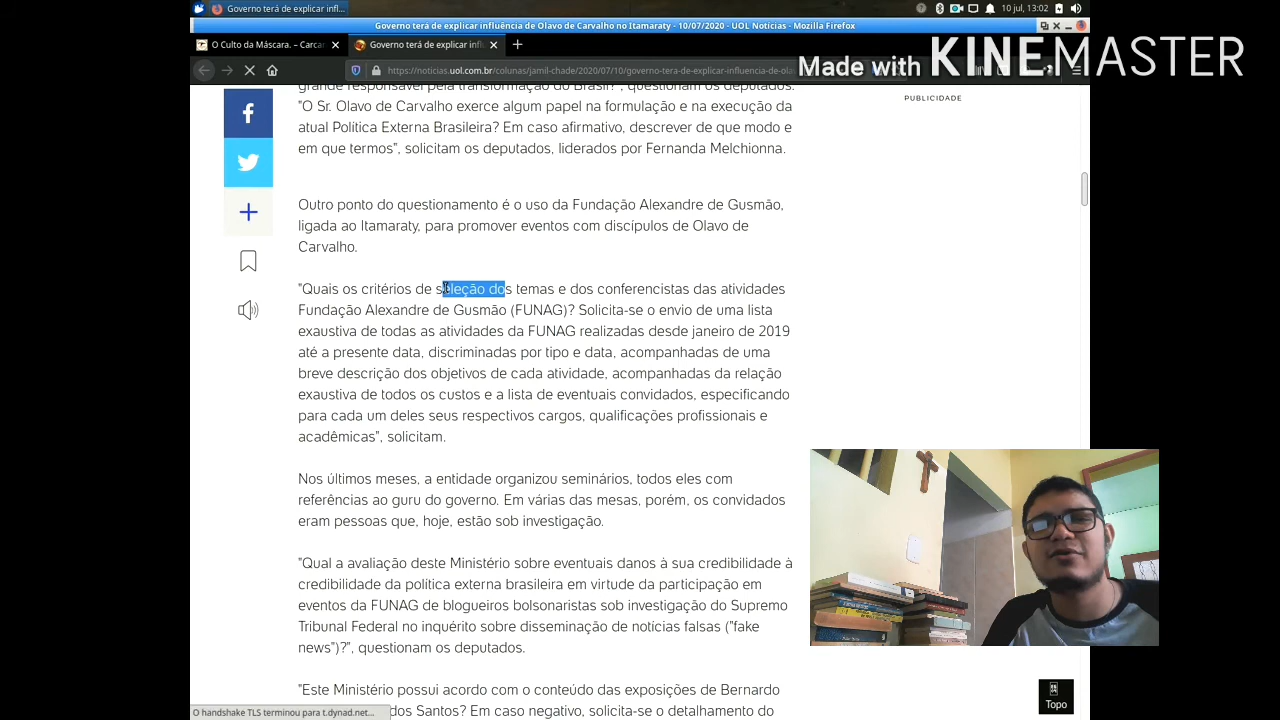 Governo terá de explicar infl...
10 jul, 13:02
Governo terá de explicar influência de Olavo de Carvalho no Itamaraty - 10/07/2020 - UOL Notícias - Mozilla Firefox
O Culto da Máscara. – Carcar
Governo terá de explicar infl
Made with KINEMASTER
https://noticias.uol.com.br/colunas/jamil-chade/2020/07/10/governo-tera-de-explicar-influencia-de-ola
grande responsável pela transformação do Brasil?", questionam os deputados.
"O Sr. Olavo de Carvalho exerce algum papel na formulação e na execução da
atual Política Externa Brasileira? Em caso afirmativo, descrever de que modo e
em que termos", solicitam os deputados, liderados por Fernanda Melchionna.
PUBLICIDADE
Outro ponto do questionamento é o uso da Fundação Alexandre de Gusmão,
ligada ao Itamaraty, para promover eventos com discípulos de Olavo de
Carvalho.
"Quais os critérios de seleção dos temas e dos conferencistas das atividades
Fundação Alexandre de Gusmão (FUNAG)? Solicita-se o envio de uma lista
exaustiva de todas as atividades da FUNAG realizadas desde janeiro de 2019
até a presente data, discriminadas por tipo e data, acompanhadas de uma
breve descrição dos objetivos de cada atividade, acompanhadas da relação
exaustiva de todos os custos e a lista de eventuais convidados, especificando
para cada um deles seus respectivos cargos, qualificações profissionais e
acadêmicas", solicitam.
Nos últimos meses, a entidade organizou seminários, todos eles com
referências ao guru do governo. Em várias das mesas, porém, os convidados
eram pessoas que, hoje, estão sob investigação.
"Qual a avaliação deste Ministério sobre eventuais danos à sua credibilidade à
credibilidade da política externa brasileira em virtude da participação em
eventos da FUNAG de blogueiros bolsonaristas sob investigação do Supremo
Tribunal Federal no inquérito sobre disseminação de notícias falsas ("fake
news")?", questionam os deputados.
"Este Ministério possui acordo com o conteúdo das exposições de Bernardo
dos Santos? Em caso negativo, solicita-se o detalhamento do
Topo
O handshake TLS terminou para t.dynad.net...